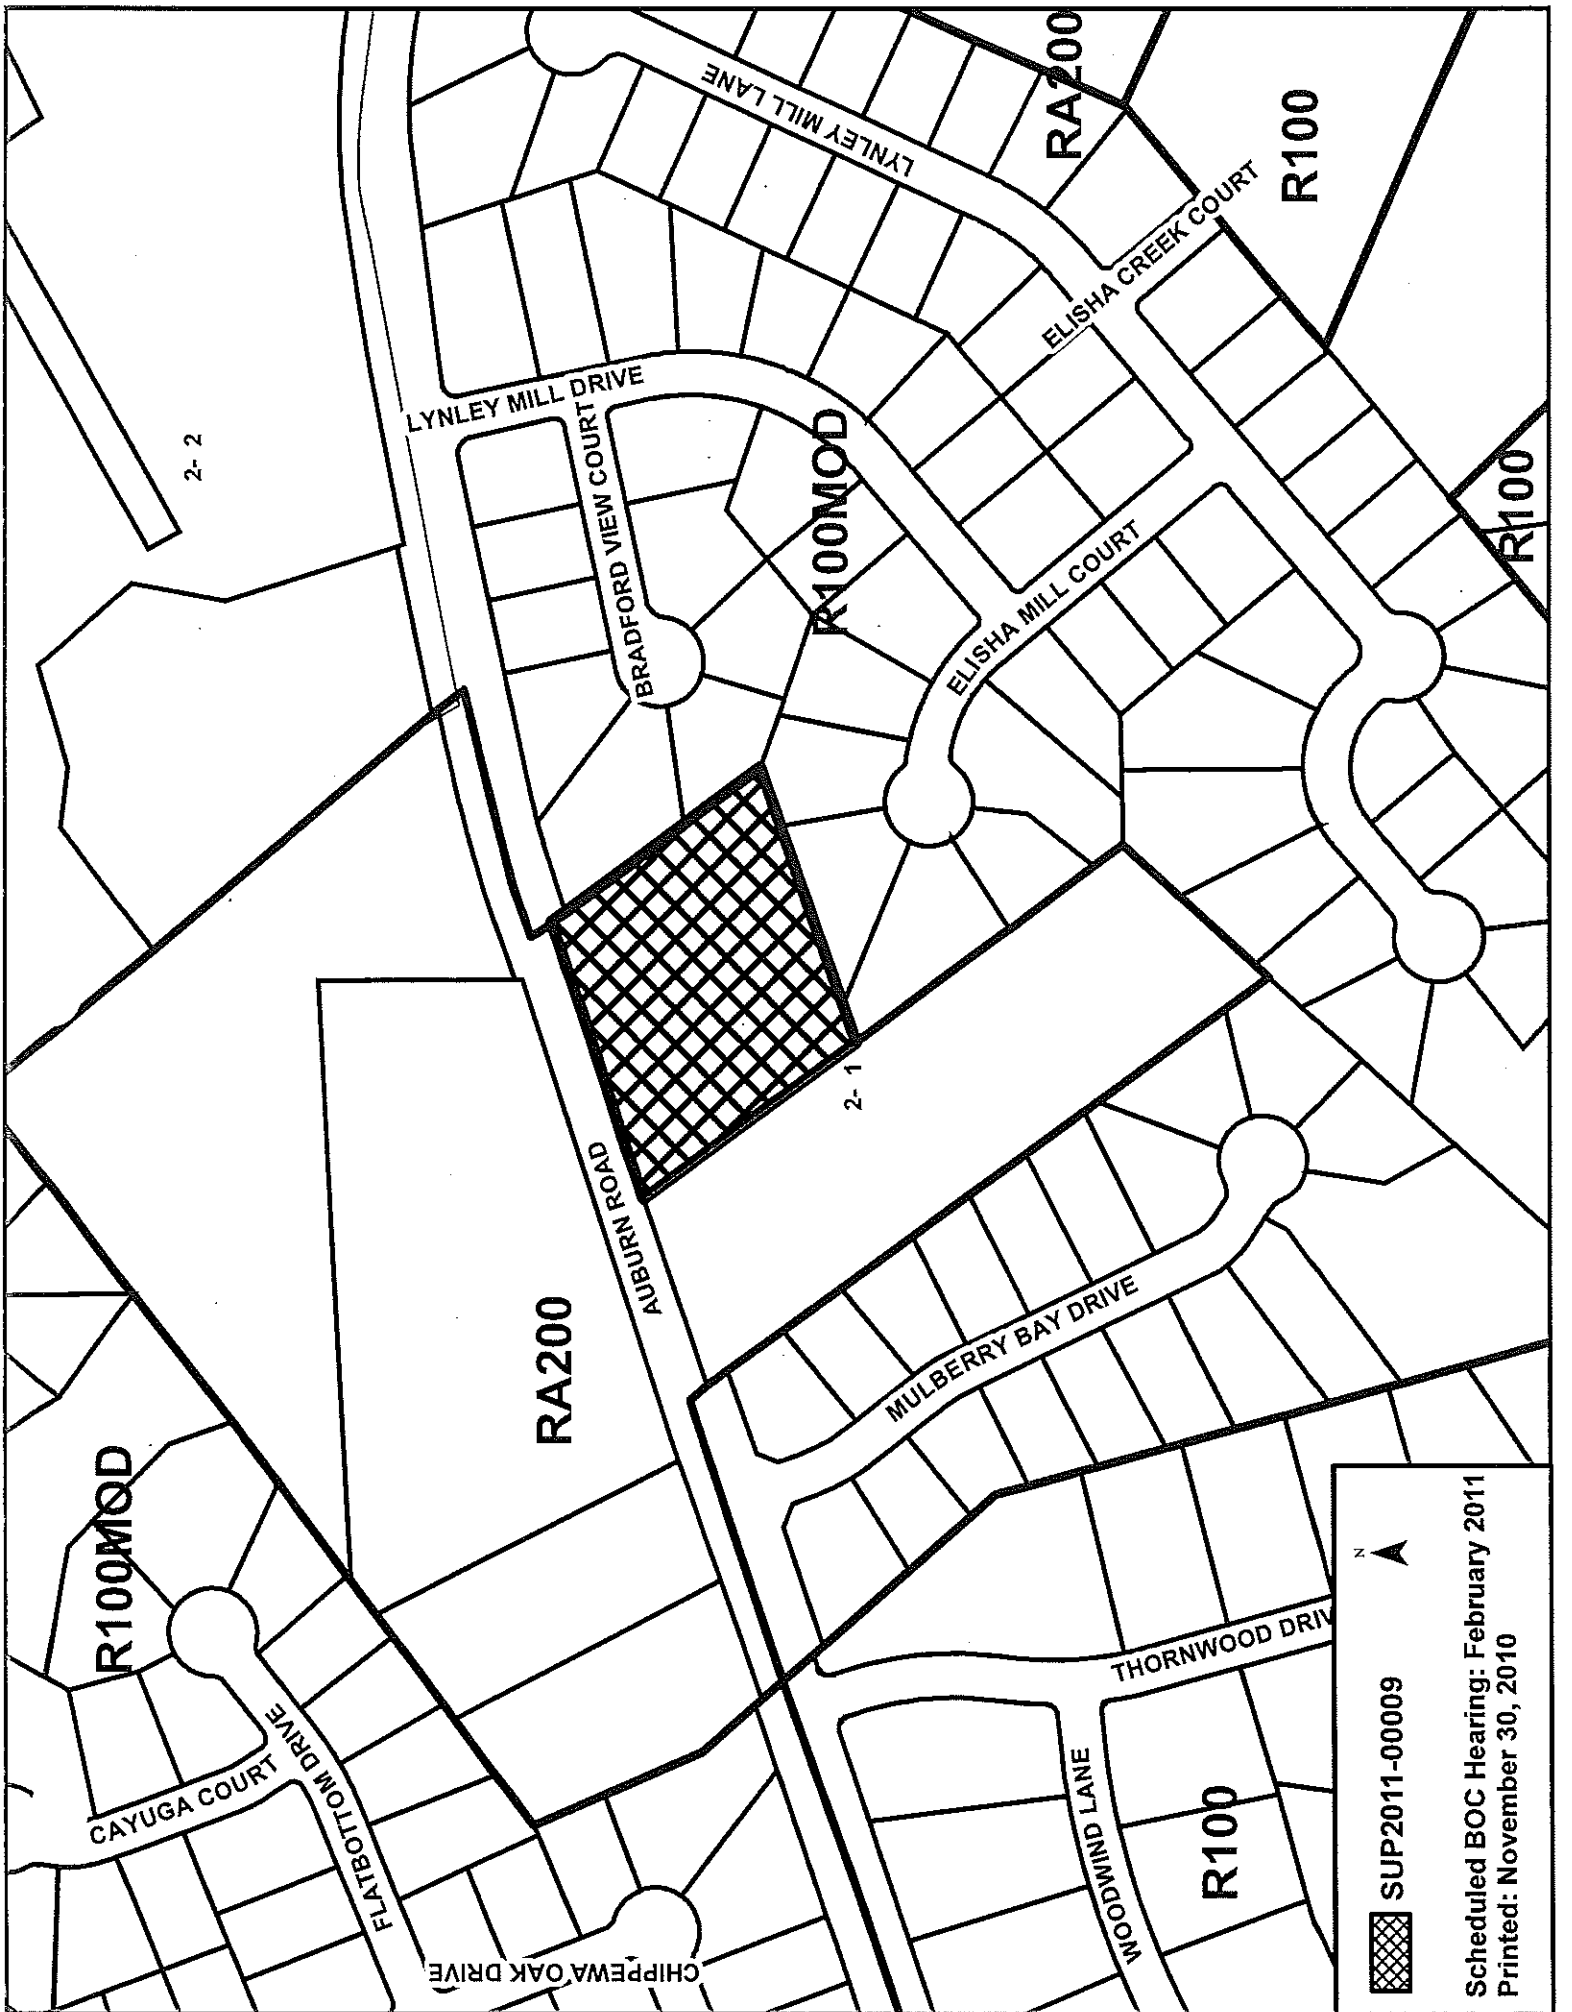 2- 2
R100MOD
CAYUGA COURT
FLATBOTTOM DRIVE
CHIPPEWA OAK DRIVE
RA200
AUBURN ROAD
2- 1
LYNLEY MILL DRIVE
BRADFORD VIEW COURT
R100MOD
LYNLEY MILL LANE
RA200
ELISHA CREEK COURT
R100
ELISHA MILL COURT
R100
MULBERRY BAY DRIVE
THORNWOOD DRIV
WOODWIND LANE
R100
N
SUP2011-00009
Scheduled BOC Hearing: February 2011
Printed: November 30, 2010